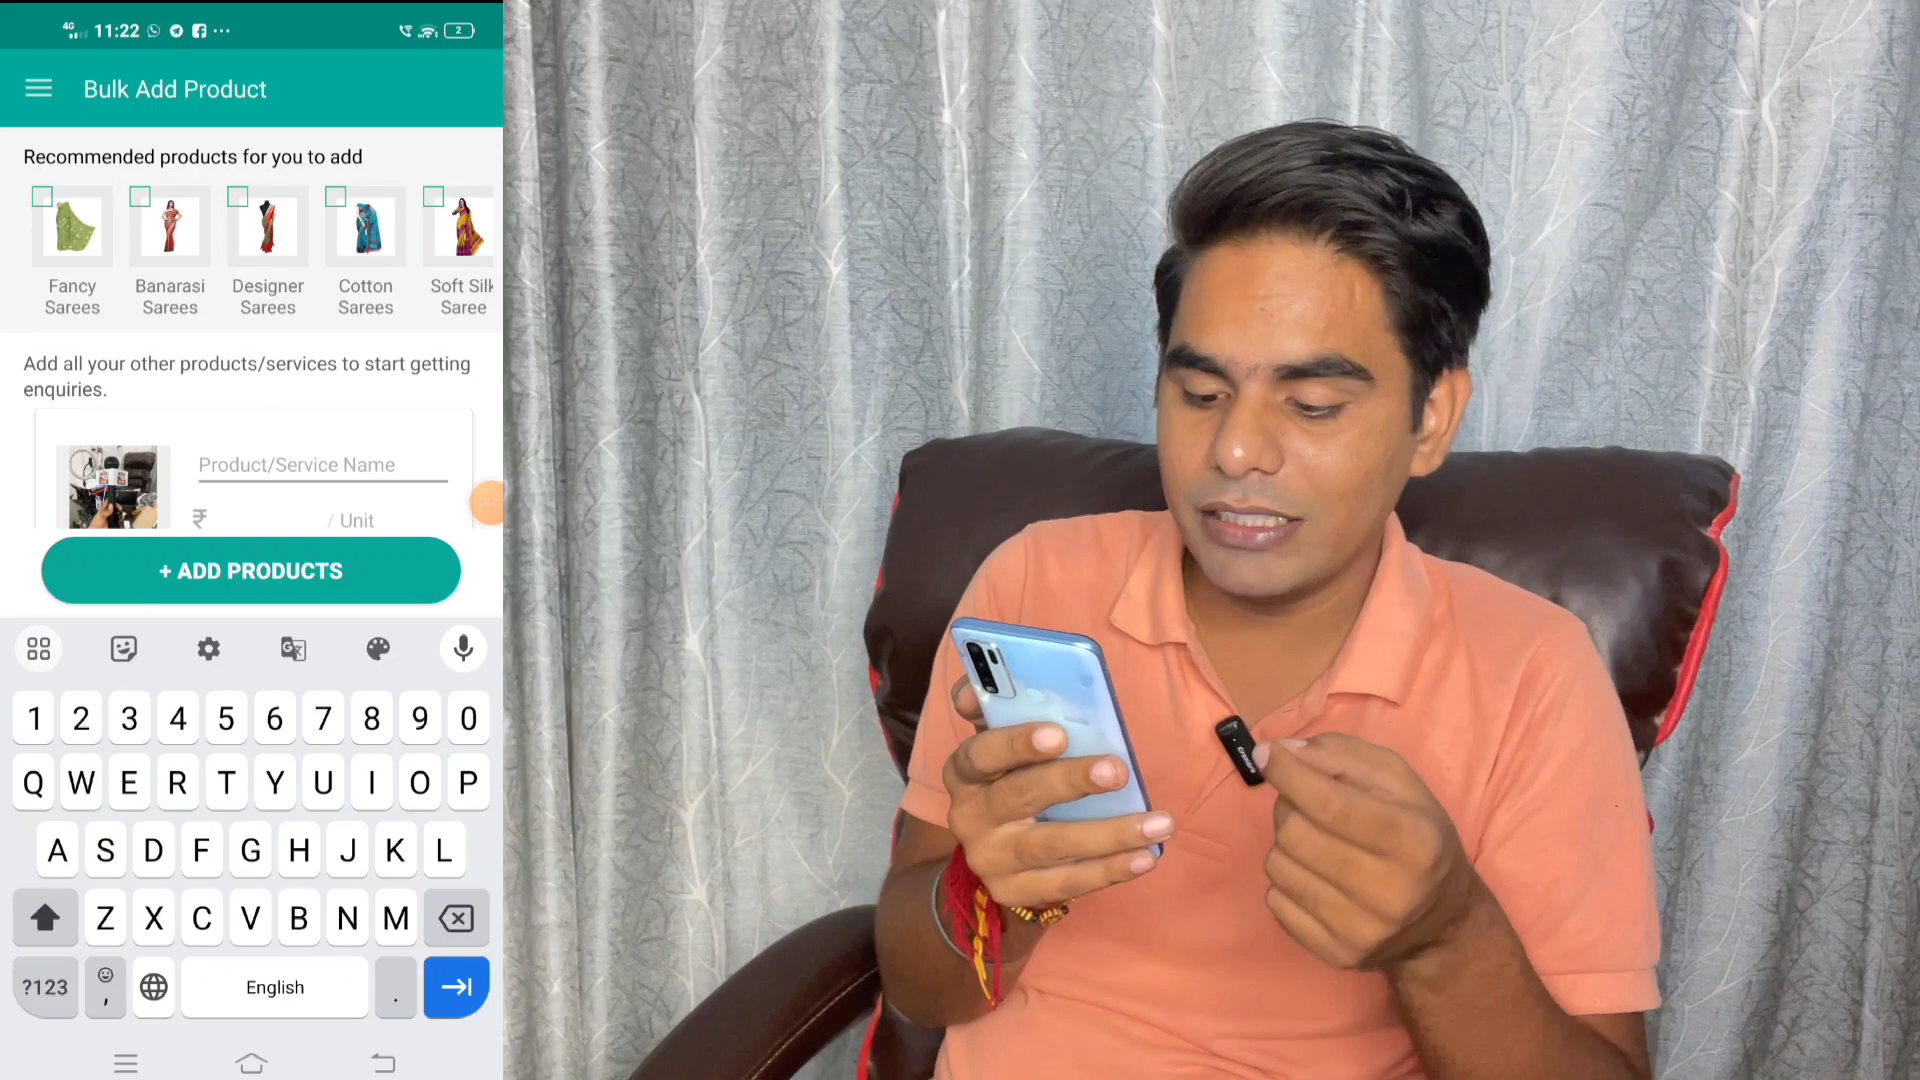 4G 11:22 2
Bulk Add Product
Recommended products for you to add
Fancy Sarees
Banarasi Sarees
Designer Sarees
Cotton Sarees
Soft Silk Saree
Add all your other products/services to start getting
enquiries.
Product/Service Name
₹ / Unit
+ ADD PRODUCTS
1 2 3 4 5 6 7 8 9 0
Q W E R T Y U I O P
A S D F G H J K L
Z X C V B N M
?123 , English .